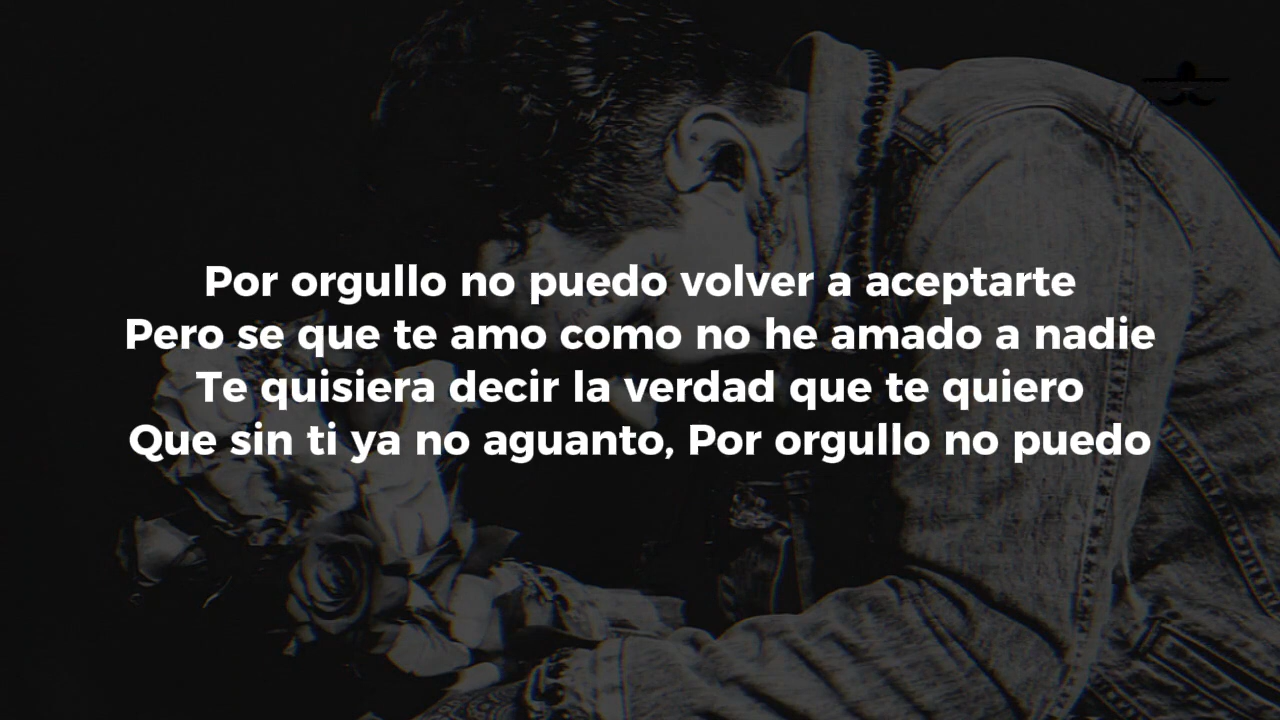 Por orgullo no puedo volver a aceptarte
Pero se que te amo como no he amado a nadie
Te quisiera decir la verdad que te quiero
Que sin ti ya no aguanto, Por orgullo no puedo